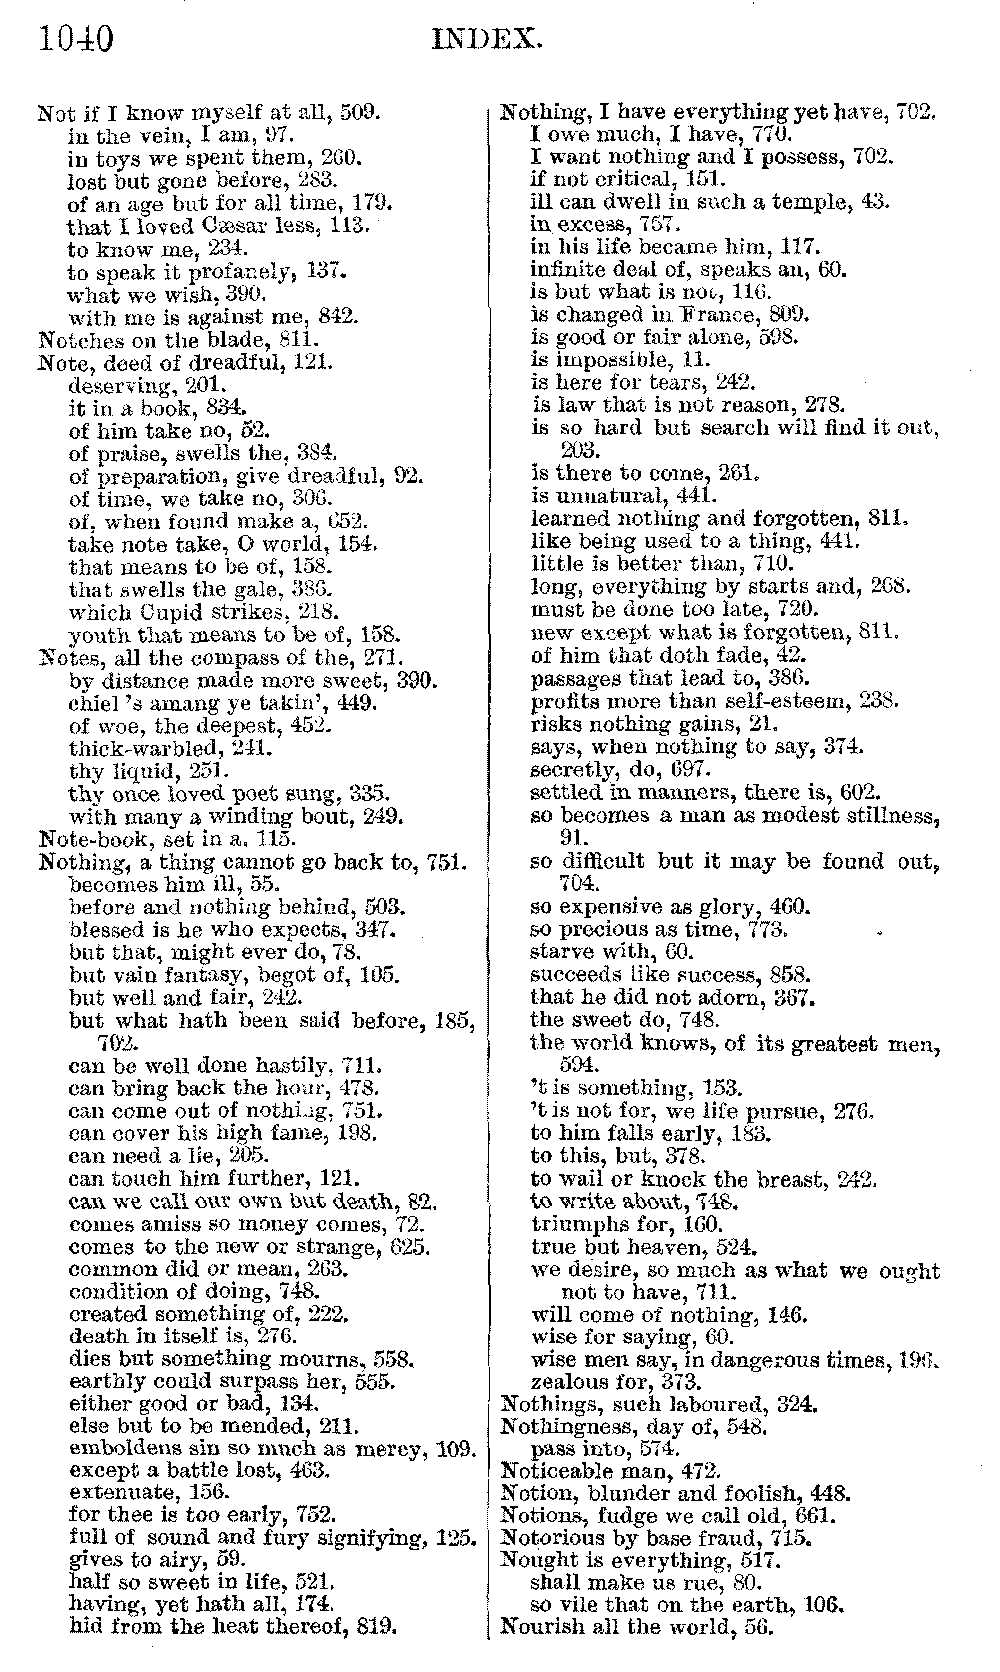 1040
INDEX.
Not if I know myself at all, 509.
in the vein, I am, 97.
in toys we spent them, 260.
lost but gone before, 283.
of an age but for all time, 179.
that I loved Cæsar less, 113.
to know me, 234.
to speak it profanely, 137.
what we wish, 390.
with me is against me, 842.
Notches on the blade, 811.
Note, deed of dreadful, 121.
deserving, 201.
it in a book, 834.
of him take no, 52.
of praise, swells the, 384.
of preparation, give dreadful, 92.
of time, we take no, 306.
of, when found make a, 652.
take note take, O world, 154.
that means to be of, 158.
that swells the gale, 386.
which Cupid strikes, 218.
youth that means to be of, 158.
Notes, all the compass of the, 271.
by distance made more sweet, 390.
chiel 's amang ye takin', 449.
of woe, the deepest, 452.
thick-warbled, 241.
thy liquid, 251.
thy once loved poet sung, 335.
with many a winding bout, 249.
Note-book, set in a, 115.
Nothing, a thing cannot go back to, 751.
becomes him ill, 55.
before and nothing behind, 503.
blessed is he who expects, 347.
but that, might ever do, 78.
but vain fantasy, begot of, 105.
but well and fair, 242.
but what hath been said before, 185,
702.
can be well done hastily, 711.
can bring back the hour, 478.
can come out of nothing, 751.
can cover his high fame, 198.
can need a lie, 205.
can touch him further, 121.
can we call our own but death, 82.
comes amiss so money comes, 72.
comes to the new or strange, 625.
common did or mean, 263.
condition of doing, 748.
created something of, 222.
death in itself is, 276.
dies but something mourns, 558.
earthly could surpass her, 555.
either good or bad, 134.
else but to be mended, 211.
emboldens sin so much as mercy, 109.
except a battle lost, 463.
extenuate, 156.
for thee is too early, 752.
full of sound and fury signifying, 125.
gives to airy, 59.
half so sweet in life, 521.
having, yet hath all, 174.
hid from the heat thereof, 819.
Nothing, I have everything yet have, 702.
I owe much, I have, 770.
I want nothing and I possess, 702.
if not critical, 151.
ill can dwell in such a temple, 43.
in excess, 757.
in his life became him, 117.
infinite deal of, speaks an, 60.
is but what is not, 116.
is changed in France, 809.
is good or fair alone, 598.
is impossible, 11.
is here for tears, 242.
is law that is not reason, 278.
is so hard but search will find it out,
203.
is there to come, 261.
is unnatural, 441.
learned nothing and forgotten, 811.
like being used to a thing, 441.
little is better than, 710.
long, everything by starts and, 268.
must be done too late, 720.
new except what is forgotten, 811.
of him that doth fade, 42.
passages that lead to, 386.
profits more than self-esteem, 238.
risks nothing gains, 21.
says, when nothing to say, 374.
secretly, do, 697.
settled in manners, there is, 602.
so becomes a man as modest stillness,
91.
so difficult but it may be found out,
704.
so expensive as glory, 460.
so precious as time, 773.
starve with, 60.
succeeds like success, 858.
that he did not adorn, 367.
the sweet do, 748.
the world knows, of its greatest men,
594.
't is something, 153.
't is not for, we life pursue, 276.
to him falls early, 183.
to this, but, 378.
to wail or knock the breast, 242.
to write about, 748.
triumphs for, 160.
true but heaven, 524.
we desire, so much as what we ought
not to have, 711.
will come of nothing, 146.
wise for saying, 60.
wise men say, in dangerous times, 196.
zealous for, 373.
Nothings, such laboured, 324.
Nothingness, day of, 548.
pass into, 574.
Noticeable man, 472.
Notion, blunder and foolish, 448.
Notions, fudge we call old, 661.
Notorious by base fraud, 715.
Nought is everything, 517.
shall make us rue, 80.
so vile that on the earth, 106.
Nourish all the world, 56.